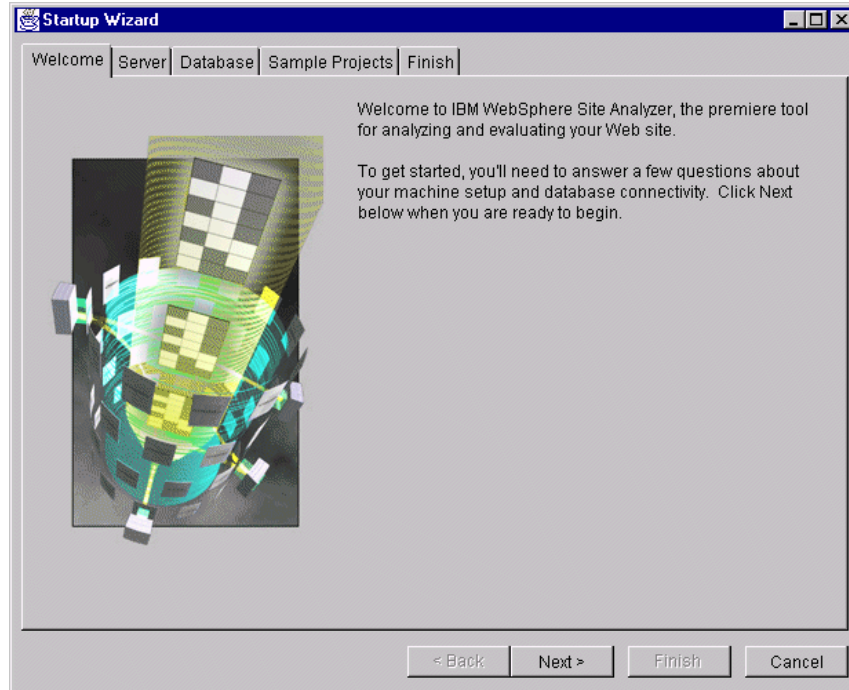 Startup Wizard
Welcome Server Database Sample Projects Finish
Welcome to IBM WebSphere Site Analyzer, the premiere tool
for analyzing and evaluating your Web site.
To get started, you'll need to answer a few questions about
your machine setup and database connectivity. Click Next
below when you are ready to begin.
< Back Next > Finish Cancel